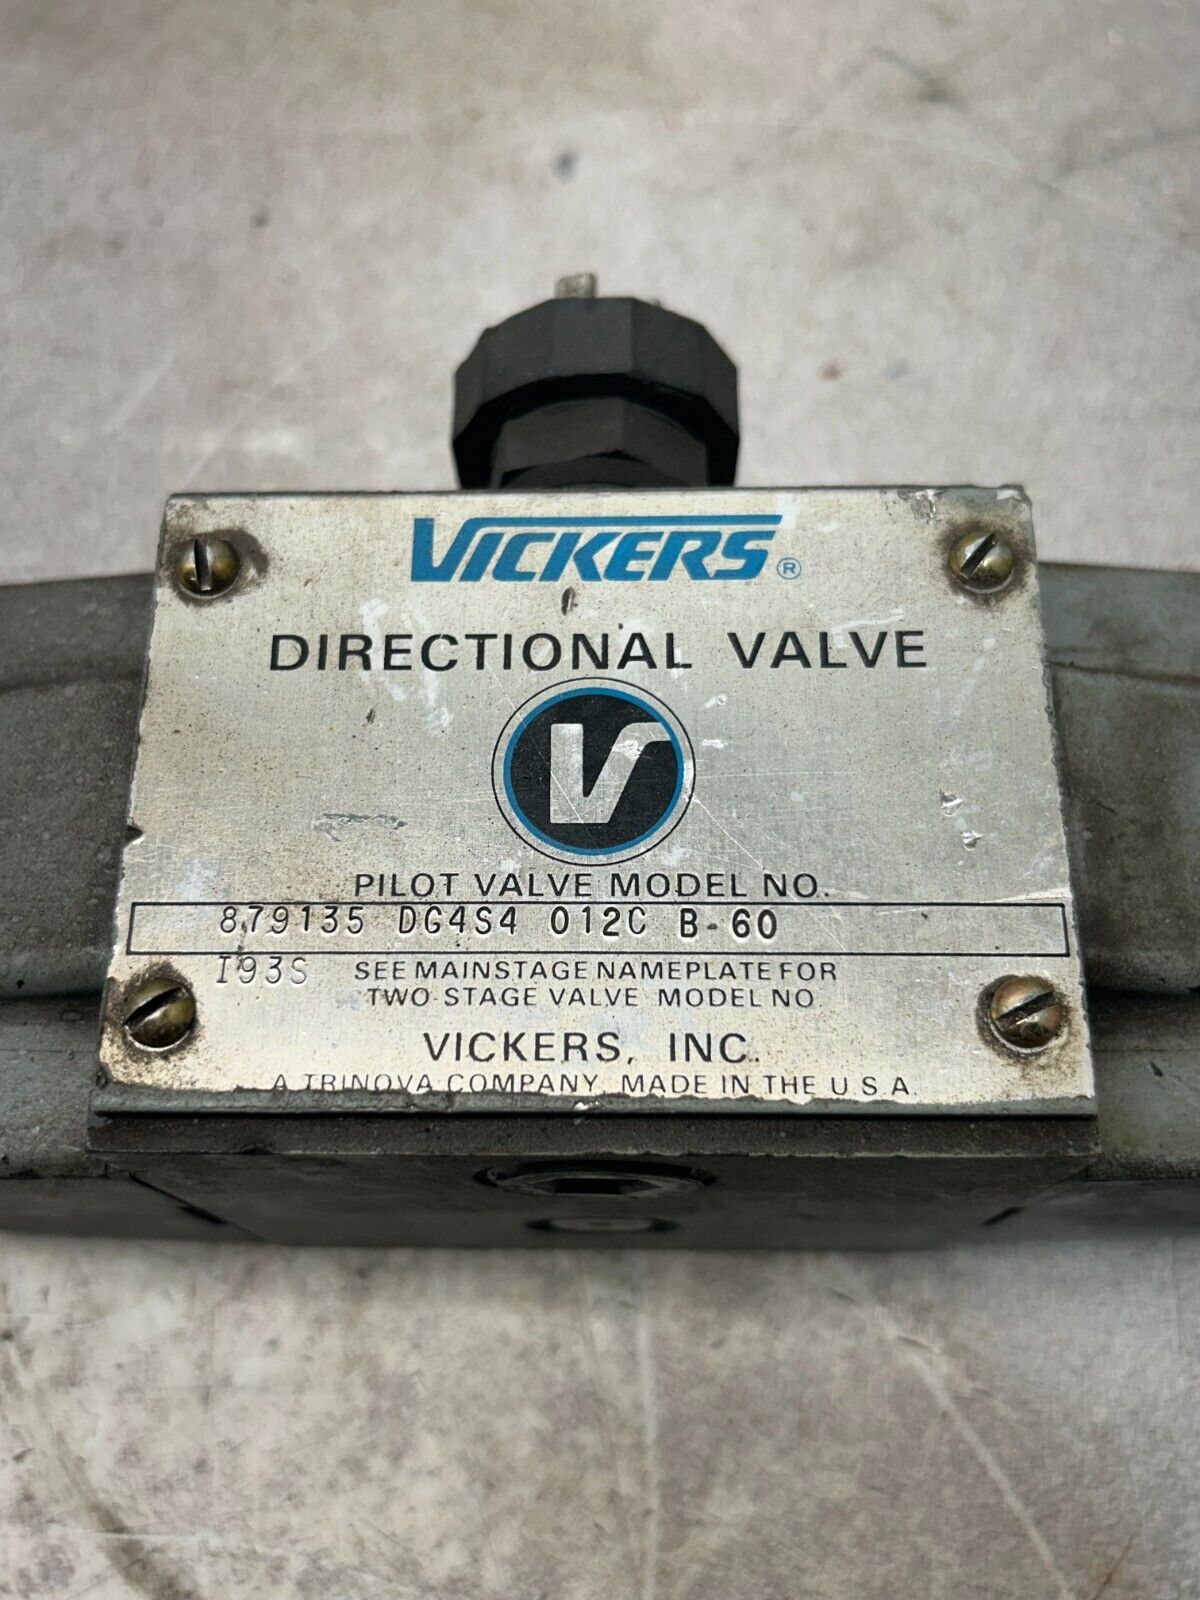 VICKERS®
DIRECTIONAL VALVE
V
PILOT VALVE MODEL NO.
879135 DG4S4 012C B-60
I93S SEE MAINSTAGE NAMEPLATE FOR
TWO-STAGE VALVE MODEL NO.
VICKERS, INC.
A TRINOVA COMPANY, MADE IN THE U.S.A.